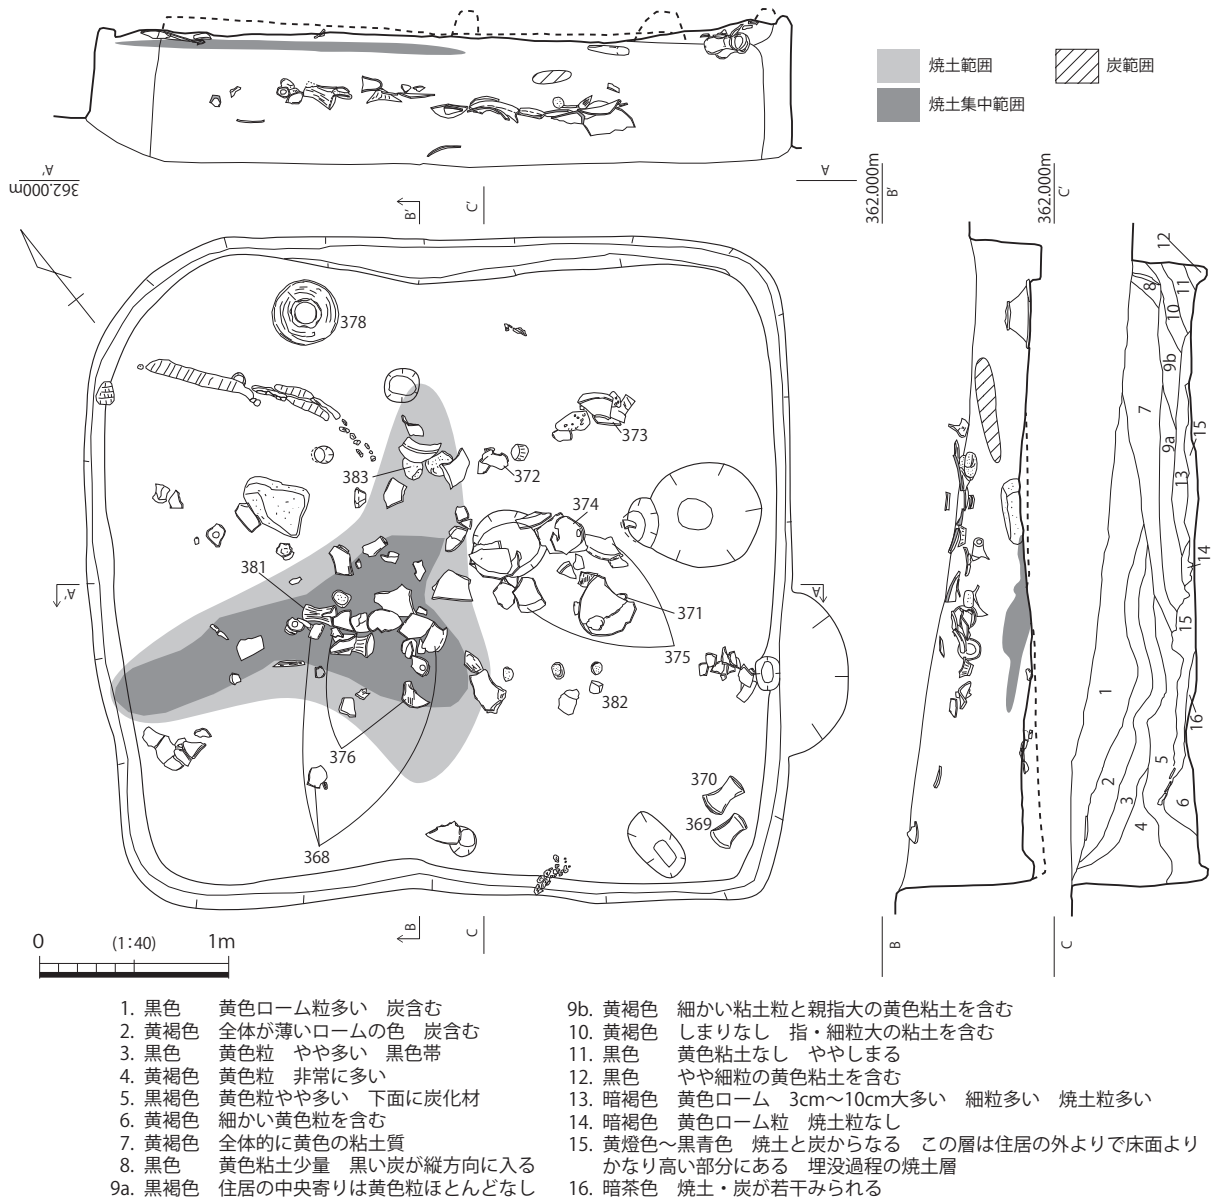 焼土範囲
炭範囲
焼土集中範囲
A'
362.000m
A
B'
C'
362.000m
B'
362.000m
C'
378
373
383
372
374
381
371
375
382
376
370
369
368
A'
A
B
C
B
C
12
8
11
10
9b
7
15
9a
13
14
15
1
16
2
5
3
6
4
0
(1:40)
1m
1. 黒色 黄色ローム粒多い 炭含む
2. 黄褐色 全体が薄いロームの色 炭含む
3. 黒色 黄色粒 やや多い 黒色帯
4. 黄褐色 黄色粒 非常に多い
5. 黒褐色 黄色粒やや多い 下面に炭化材
6. 黄褐色 細かい黄色粒を含む
7. 黄褐色 全体的に黄色の粘土質
8. 黒色 黄色粘土少量 黒い炭が縦方向に入る
9a. 黒褐色 住居の中央寄りは黄色粒ほとんどなし
9b. 黄褐色 細かい粘土粒と親指大の黄色粘土を含む
10. 黄褐色 しまりなし 指・細粒大の粘土を含む
11. 黒色 黄色粘土なし ややしまる
12. 黒色 やや細粒の黄色粘土を含む
13. 暗褐色 黄色ローム 3cm〜10cm大多い 細粒多い 焼土粒多い
14. 暗褐色 黄色ローム粒 焼土粒なし
15. 黄燈色〜黒青色 焼土と炭からなる この層は住居の外よりで床面より
かなり高い部分にある 埋没過程の焼土層
16. 暗茶色 焼土・炭が若干みられる